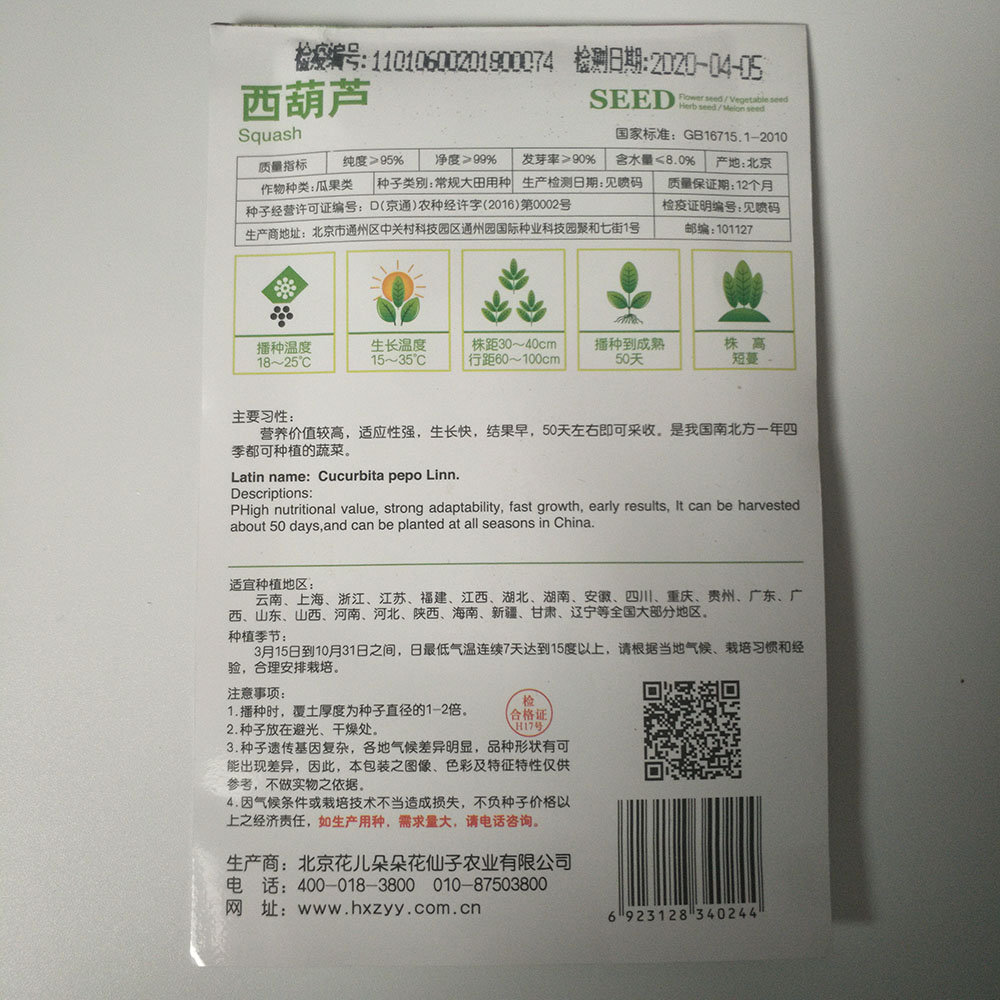 检疫编号:11010600201900074 检测日期:2020-04-05
西葫芦
Squash
SEED Flower seed / Vegetable seed
Herb seed / Melon seed
国家标准：GB16715.1-2010
质量指标 纯度≥95% 净度≥99% 发芽率≥90% 含水量≤8.0% 产地:北京
作物种类:瓜果类 种子类别:常规大田用种 生产检测日期:见喷码 质量保证期:12个月
种子经营许可证编号：D(京通)农种经许字(2016)第0002号 检疫证明编号:见喷码
生产商地址：北京市通州区中关村科技园区通州园国际种业科技园聚和七街1号 邮编:101127
播种温度
18～25℃
生长温度
15～35℃
株距30～40cm
行距60～100cm
播种到成熟
50天
株 高
短蔓
主要习性：
营养价值较高，适应性强，生长快，结果早，50天左右即可采收。是我国南北方一年四
季都可种植的蔬菜。
Latin name: Cucurbita pepo Linn.
Descriptions:
PHigh nutritional value, strong adaptability, fast growth, early results, It can be harvested
about 50 days,and can be planted at all seasons in China.
适宜种植地区：
云南、上海、浙江、江苏、福建、江西、湖北、湖南、安徽、四川、重庆、贵州、广东、广
西、山东、山西、河南、河北、陕西、海南、新疆、甘肃、辽宁等全国大部分地区。
种植季节：
3月15日到10月31日之间，日最低气温连续7天达到15度以上，请根据当地气候、栽培习惯和经
验，合理安排栽培。
注意事项：
1.播种时，覆土厚度为种子直径的1-2倍。
2.种子放在避光、干燥处。
3.种子遗传基因复杂，各地气候差异明显，品种形状有可
能出现差异，因此，本包装之图像、色彩及特征特性仅供
参考，不做实物之依据。
4.因气候条件或栽培技术不当造成损失，不负种子价格以
上之经济责任，如生产用种，需求量大，请电话咨询。
检
合格证
H17号
生产商：北京花儿朵朵花仙子农业有限公司
电 话：400-018-3800 010-87503800
网 址：www.hxzyy.com.cn
6 923128 340244